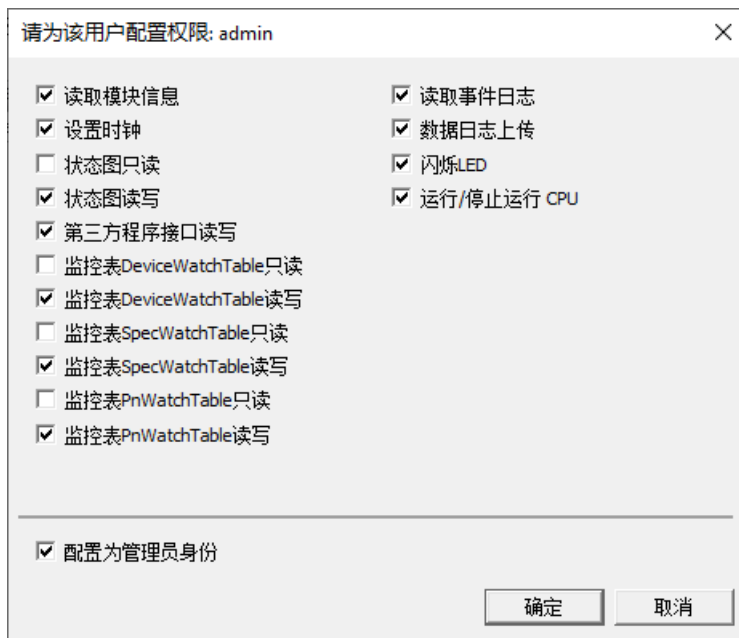 请为该用户配置权限: admin
读取模块信息
设置时钟
状态图只读
状态图读写
第三方程序接口读写
监控表DeviceWatchTable只读
监控表DeviceWatchTable读写
监控表SpecWatchTable只读
监控表SpecWatchTable读写
监控表PnWatchTable只读
监控表PnWatchTable读写
读取事件日志
数据日志上传
闪烁LED
运行/停止运行 CPU
配置为管理员身份
确定
取消